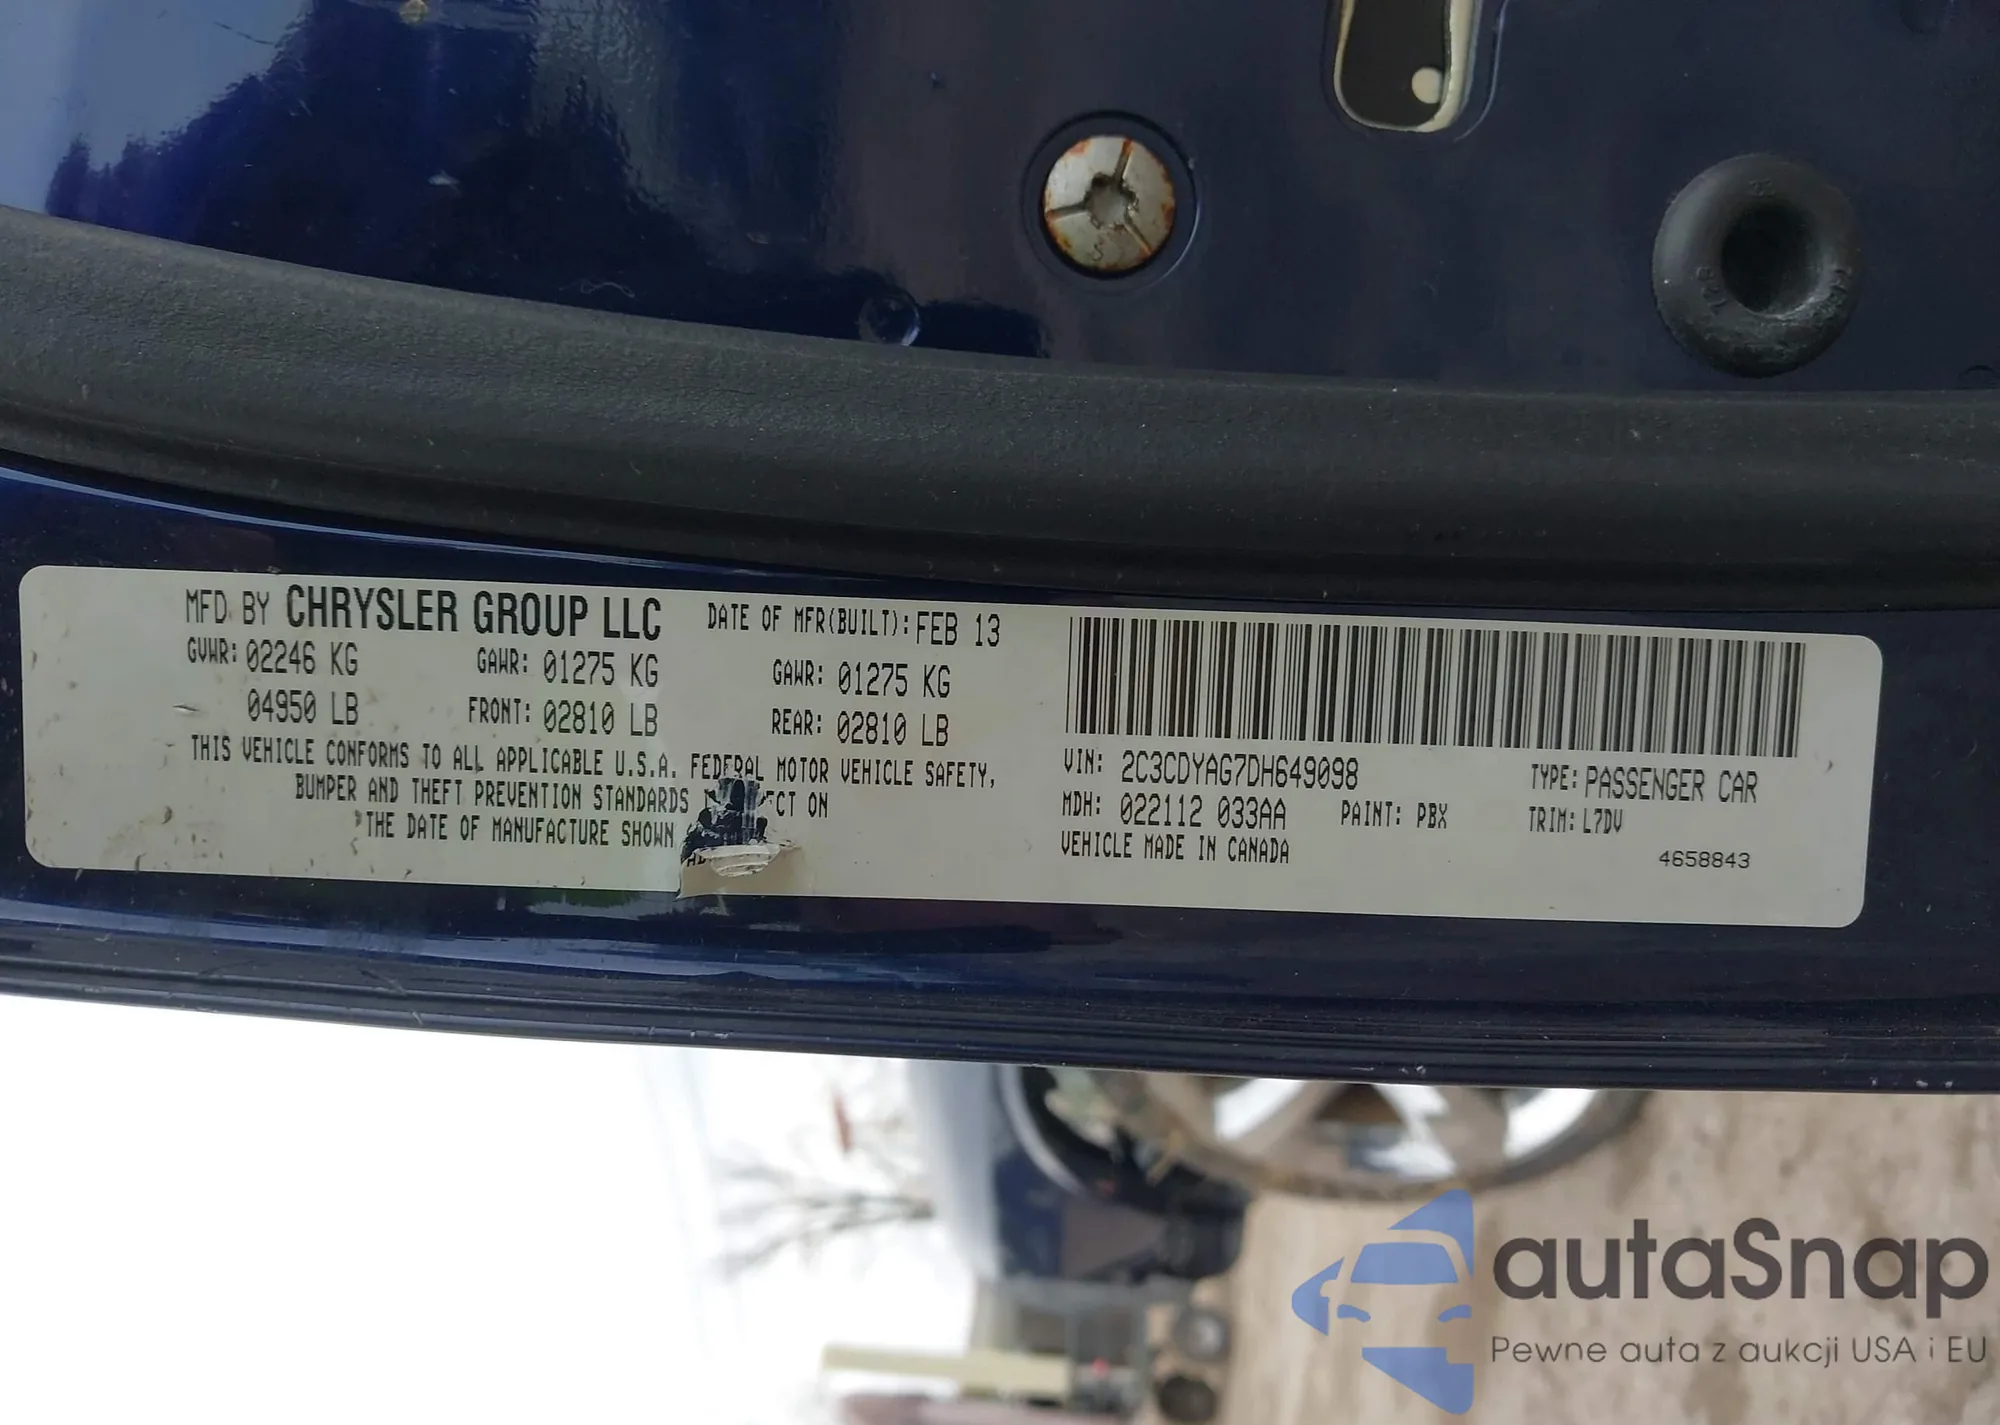 MFD BY CHRYSLER GROUP LLC DATE OF MFR(BUILT): FEB 13
GVWR: 02246 KG GAWR: 01275 KG GAWR: 01275 KG
04950 LB FRONT: 02810 LB REAR: 02810 LB
THIS VEHICLE CONFORMS TO ALL APPLICABLE U.S.A. FEDERAL MOTOR VEHICLE SAFETY,
BUMPER AND THEFT PREVENTION STANDARDS ON
THE DATE OF MANUFACTURE SHOWN
VIN: 2C3CDYAG7DH649098 TYPE: PASSENGER CAR
MDH: 022112 033AA PAINT: PBX TRIM: L7DV
VEHICLE MADE IN CANADA
4658843
autaSnap
Pewne auta z aukcji USA i EU